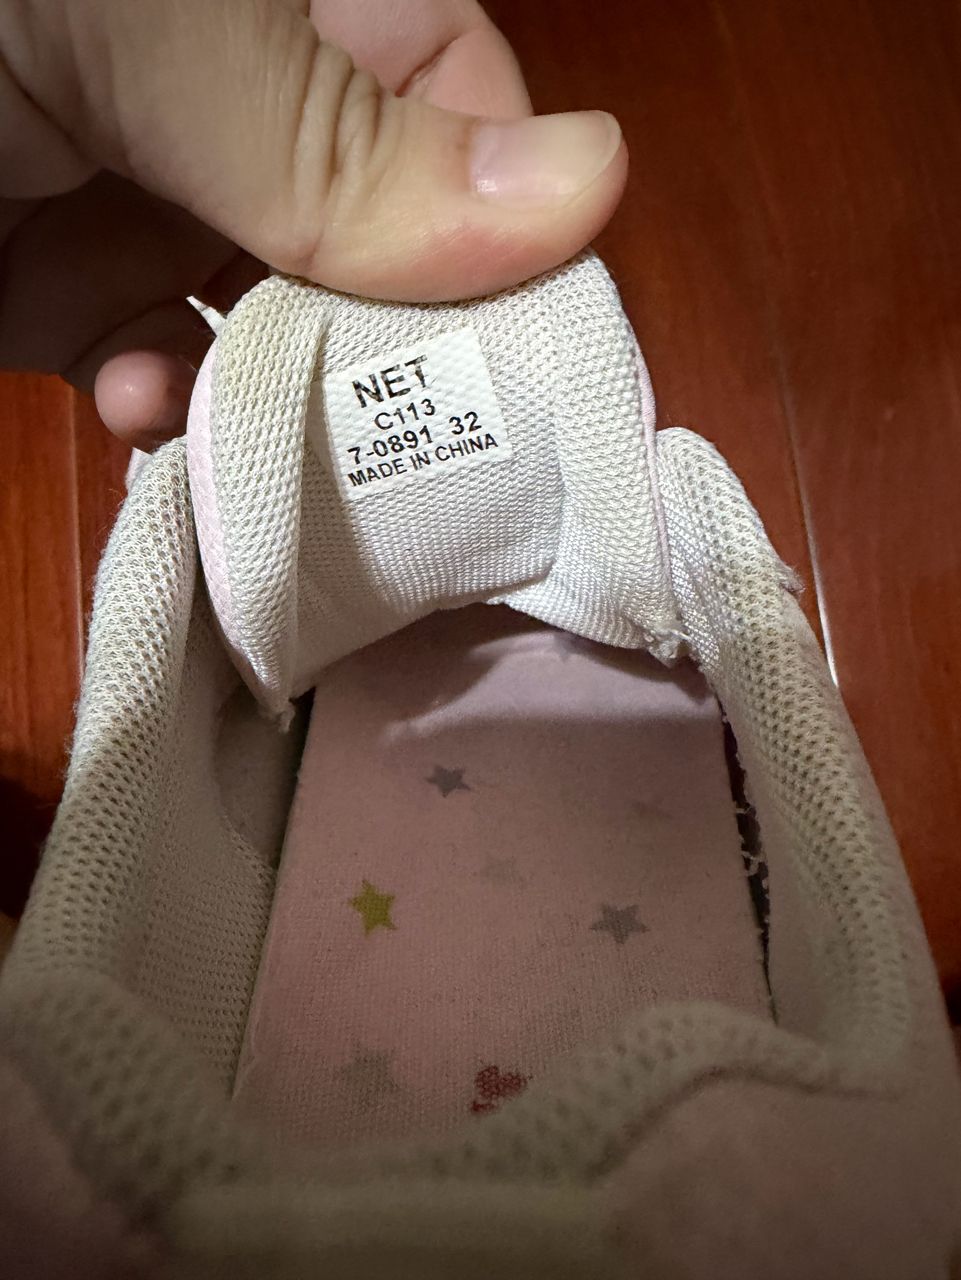 NET
C113
7-0891 32
MADE IN CHINA